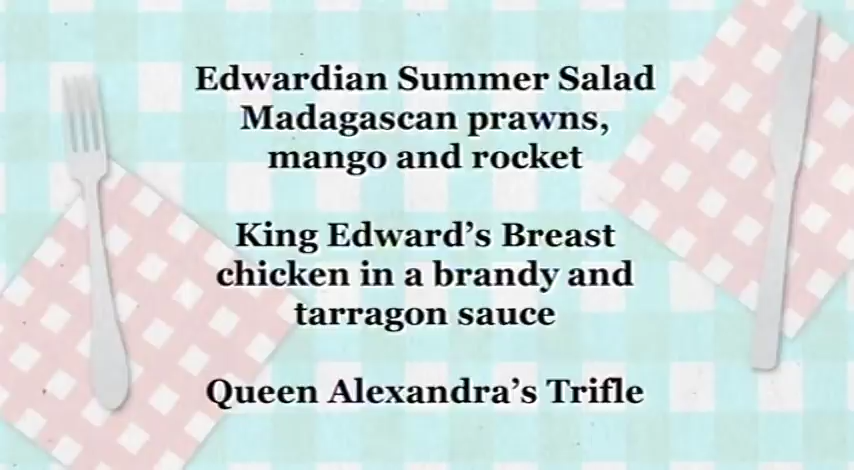 Edwardian Summer Salad
Madagascan prawns,
mango and rocket
King Edward’s Breast
chicken in a brandy and
tarragon sauce
Queen Alexandra’s Trifle